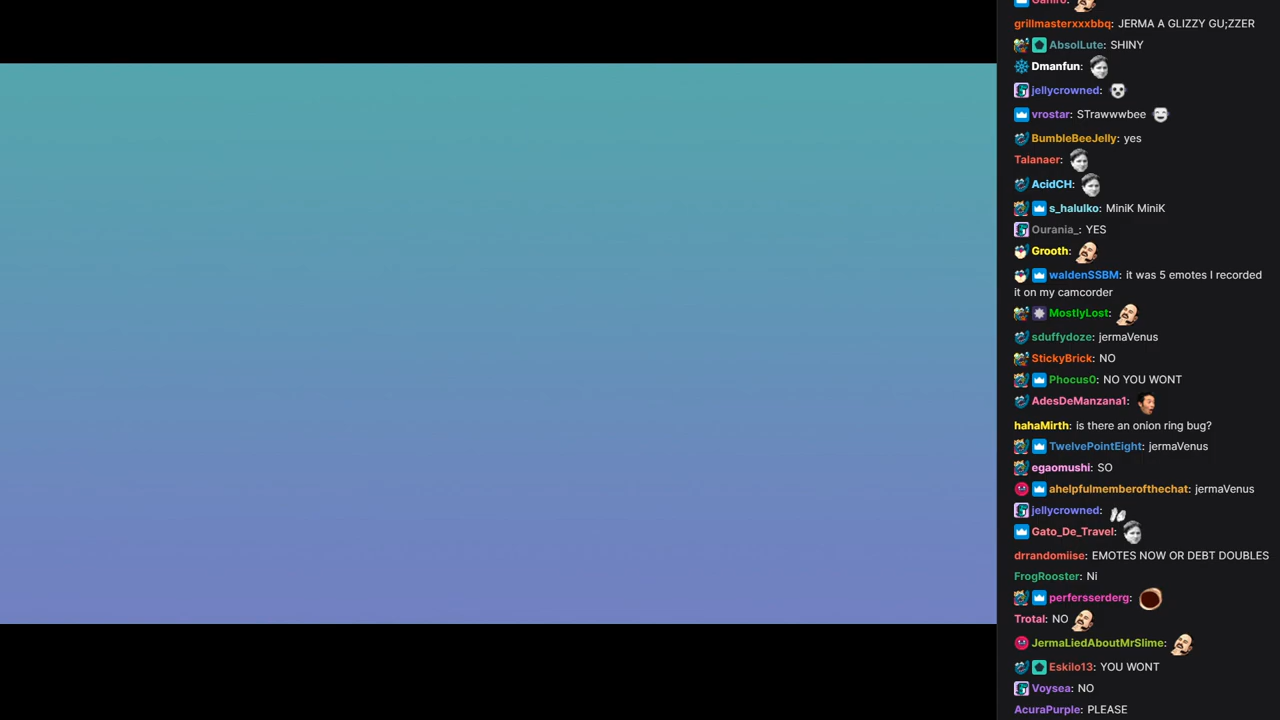 grillmasterxxxbbq: JERMA A GLIZZY GU;ZZER
AbsolLute: SHINY
Dmanfun:
jellycrowned:
vrostar: STrawwwbee
BumbleBeeJelly: yes
Talanaer:
AcidCH:
s_halulko: MiniK MiniK
Ourania_: YES
Grooth:
waldenSSBM: it was 5 emotes I recorded
it on my camcorder
MostlyLost:
sduffydoze: jermaVenus
StickyBrick: NO
Phocus0: NO YOU WONT
AdesDeManzana1:
hahaMirth: is there an onion ring bug?
TwelvePointEight: jermaVenus
egaomushi: SO
ahelpfulmemberofthechat: jermaVenus
jellycrowned:
Gato_De_Travel:
drrandomiise: EMOTES NOW OR DEBT DOUBLES
FrogRooster: Ni
perfersserderg:
Trotal: NO
JermaLiedAboutMrSlime:
Eskilo13: YOU WONT
Voysea: NO
AcuraPurple: PLEASE